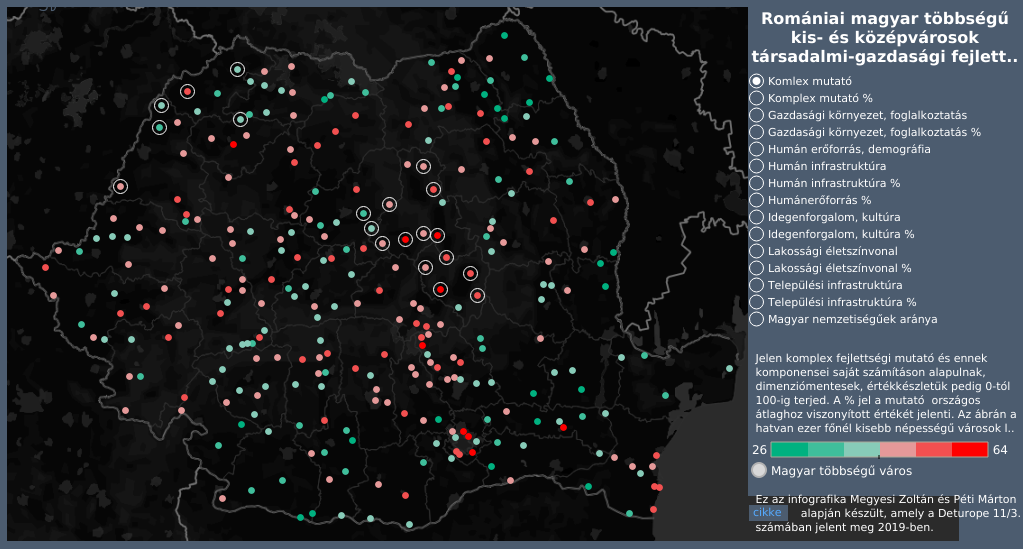 Romániai magyar többségű
kis- és középvárosok
társadalmi-gazdasági fejlett..
Komlex mutató
Komplex mutató %
Gazdasági környezet, foglalkoztatás
Gazdasági környezet, foglalkoztatás %
Humán erőforrás, demográfia
Humán infrastruktúra
Humán infrastruktúra %
Humánerőforrás %
Idegenforgalom, kultúra
Idegenforgalom, kultúra %
Lakossági életszínvonal
Lakossági életszínvonal %
Települési infrastruktúra
Települési infrastruktúra %
Magyar nemzetiségűek aránya
Jelen komplex fejlettségi mutató és ennek
komponensei saját számításon alapulnak,
dimenziómentesek, értékkészletük pedig 0-tól
100-ig terjed. A % jel a mutató országos
átlaghoz viszonyított értékét jelenti. Az ábrán a
hatvan ezer főnél kisebb népességű városok l..
26 64
Magyar többségű város
Ez az infografika Megyesi Zoltán és Péti Márton
cikke alapján készült, amely a Deturope 11/3.
számában jelent meg 2019-ben.